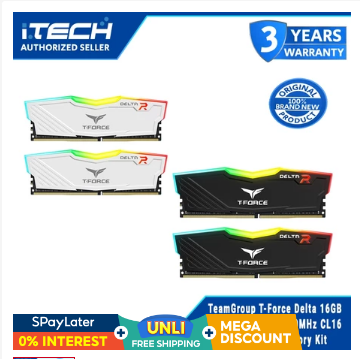 iTECH
AUTHORIZED SELLER
3 YEARS
WARRANTY
ORIGINAL
100%
BRAND NEW
PRODUCT
DELTA R
T-FORCE
DELTA R
T-FORCE
DELTA R
T-FORCE
DELTA R
T-FORCE
TeamGroup T-Force Delta 16GB
MHz CL16
ry Kit
SPayLater
0% INTEREST
+
UNLI
FREE SHIPPING
+
MEGA
DISCOUNT